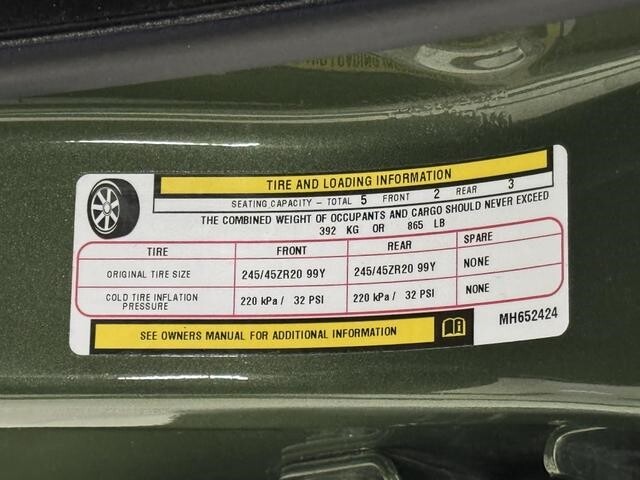 TIRE AND LOADING INFORMATION
SEATING CAPACITY – TOTAL 5 FRONT 2 REAR 3
THE COMBINED WEIGHT OF OCCUPANTS AND CARGO SHOULD NEVER EXCEED
392 KG OR 865 LB
TIRE FRONT REAR SPARE
ORIGINAL TIRE SIZE 245/45ZR20 99Y 245/45ZR20 99Y NONE
COLD TIRE INFLATION PRESSURE 220 kPa / 32 PSI 220 kPa / 32 PSI NONE
SEE OWNERS MANUAL FOR ADDITIONAL INFORMATION
MH652424